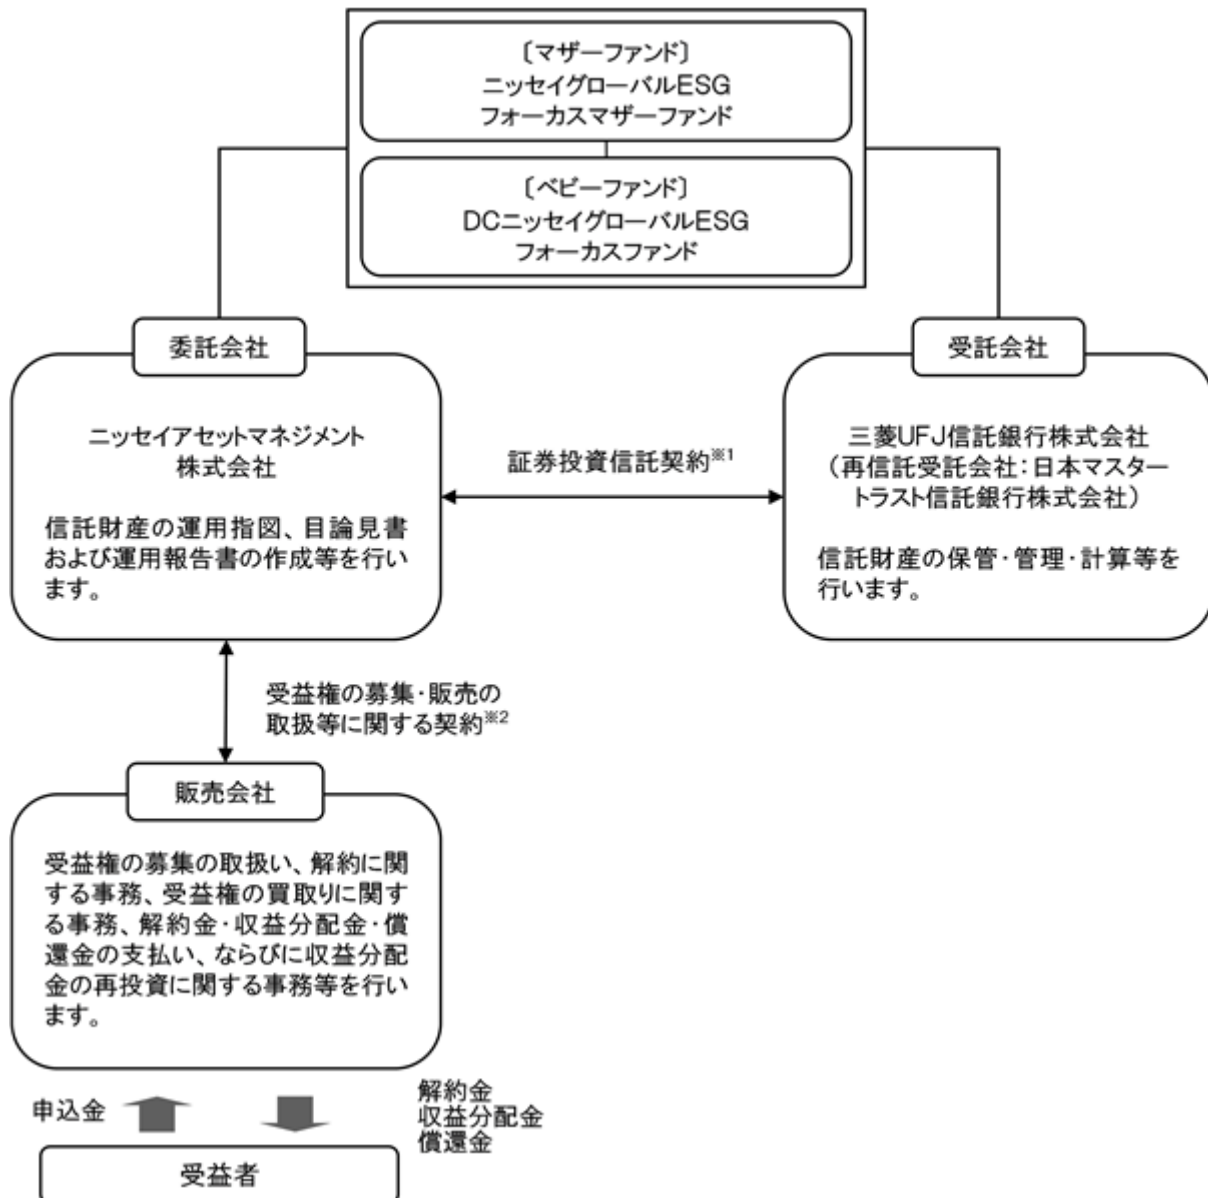 〔マザーファンド〕
ニッセイグローバルESG
フォーカスマザーファンド
〔ベビーファンド〕
DCニッセイグローバルESG
フォーカスファンド
委託会社
ニッセイアセットマネジメント
株式会社
信託財産の運用指図、目論見書
および運用報告書の作成等を行い
ます。
証券投資信託契約※1
受託会社
三菱UFJ信託銀行株式会社
（再信託受託会社：日本マスター
トラスト信託銀行株式会社）
信託財産の保管・管理・計算等を
行います。
受益権の募集・販売の
取扱等に関する契約※2
販売会社
受益権の募集の取扱い、解約に関
する事務、受益権の買取りに関す
る事務、解約金・収益分配金・償
還金の支払い、ならびに収益分配
金の再投資に関する事務等を行い
ます。
申込金
解約金
収益分配金
償還金
受益者